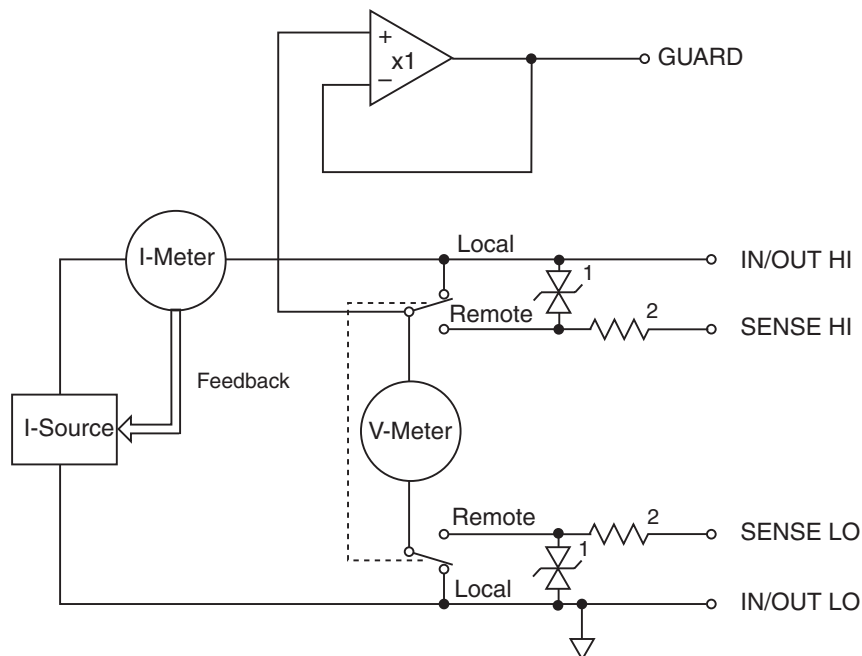 +
x1
−
GUARD
I-Meter
Local
1
IN/OUT HI
Remote
2
SENSE HI
Feedback
I-Source
V-Meter
Remote
2
SENSE LO
1
Local
IN/OUT LO